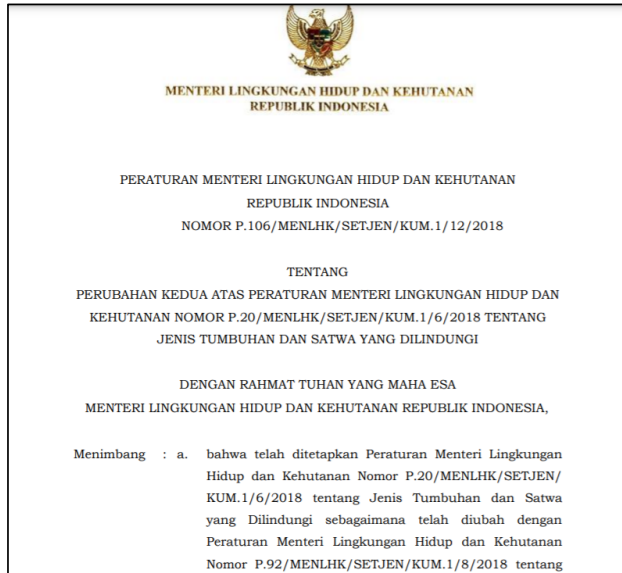 MENTERI LINGKUNGAN HIDUP DAN KEHUTANAN
REPUBLIK INDONESIA
PERATURAN MENTERI LINGKUNGAN HIDUP DAN KEHUTANAN
REPUBLIK INDONESIA
NOMOR P.106/MENLHK/SETJEN/KUM.1/12/2018
TENTANG
PERUBAHAN KEDUA ATAS PERATURAN MENTERI LINGKUNGAN HIDUP DAN
KEHUTANAN NOMOR P.20/MENLHK/SETJEN/KUM.1/6/2018 TENTANG
JENIS TUMBUHAN DAN SATWA YANG DILINDUNGI
DENGAN RAHMAT TUHAN YANG MAHA ESA
MENTERI LINGKUNGAN HIDUP DAN KEHUTANAN REPUBLIK INDONESIA,
Menimbang : a. bahwa telah ditetapkan Peraturan Menteri Lingkungan
Hidup dan Kehutanan Nomor P.20/MENLHK/SETJEN/
KUM.1/6/2018 tentang Jenis Tumbuhan dan Satwa
yang Dilindungi sebagaimana telah diubah dengan
Peraturan Menteri Lingkungan Hidup dan Kehutanan
Nomor P.92/MENLHK/SETJEN/KUM.1/8/2018 tentang